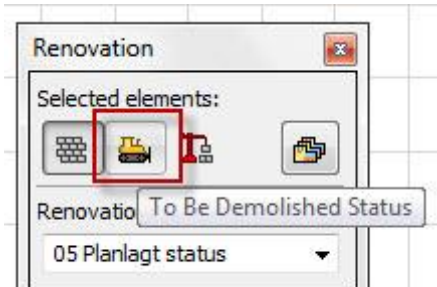 Renovation
Selected elements:
Renovatio
To Be Demolished Status
05 Planlagt status